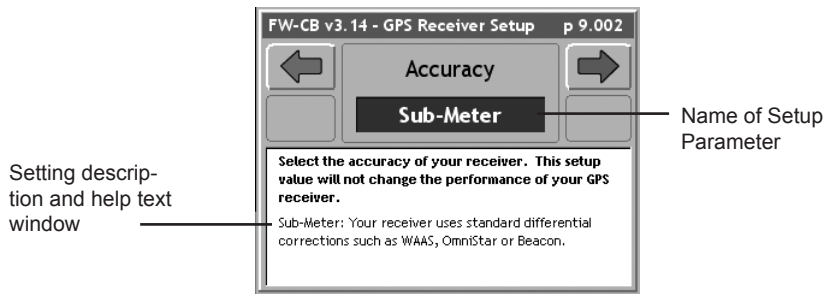 FW-CB v3.14 - GPS Receiver Setup p 9.002
Accuracy
Sub-Meter
Name of Setup
Parameter
Select the accuracy of your receiver. This setup
value will not change the performance of your GPS
receiver.
Sub-Meter: Your receiver uses standard differential
corrections such as WAAS, OmniStar or Beacon.
Setting descrip-
tion and help text
window